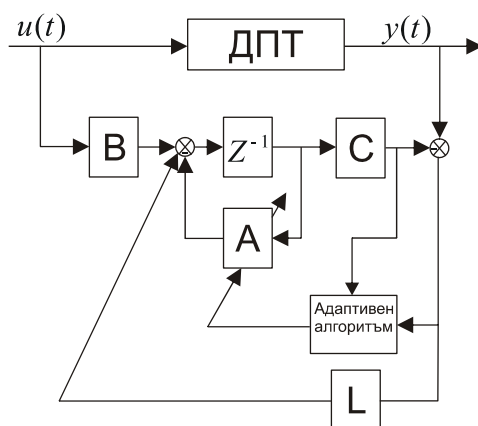 u(t)
y(t)
ДПТ
B
Z⁻¹
C
A
Адаптивен
алгоритъм
L